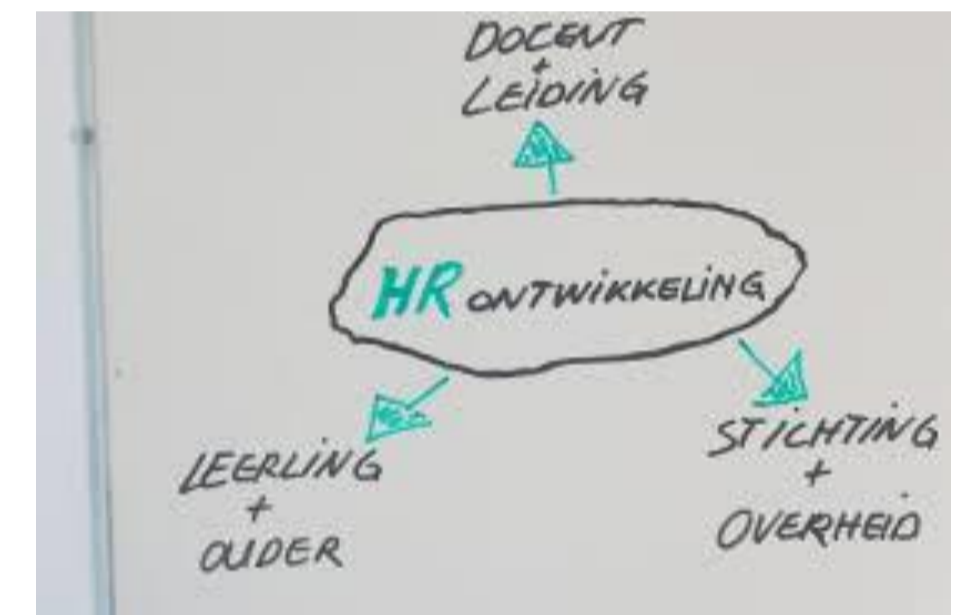 DOCENT
+
LEIDING
HR ONTWIKKELING
LEERLING
+
OUDER
STICHTING
+
OVERHEID